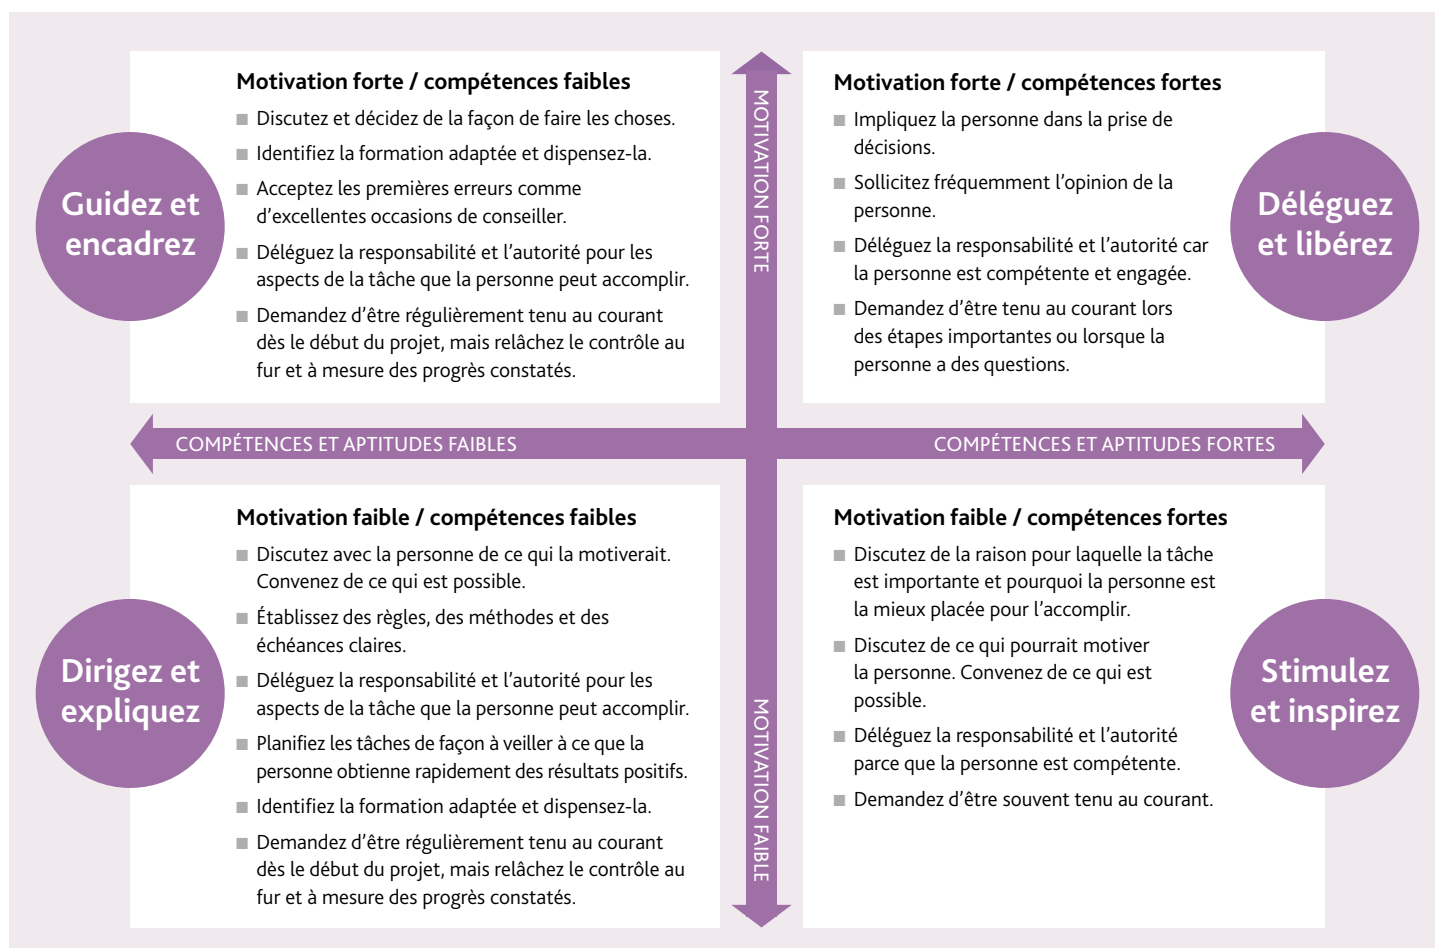 Guidez et
encadrez
Motivation forte / compétences faibles
■ Discutez et décidez de la façon de faire les choses.
■ Identifiez la formation adaptée et dispensez-la.
■ Acceptez les premières erreurs comme
d’excellentes occasions de conseiller.
■ Déléguez la responsabilité et l’autorité pour les
aspects de la tâche que la personne peut accomplir.
■ Demandez d’être régulièrement tenu au courant
dès le début du projet, mais relâchez le contrôle au
fur et à mesure des progrès constatés.
MOTIVATION FORTE
Motivation forte / compétences fortes
■ Impliquez la personne dans la prise de
décisions.
■ Sollicitez fréquemment l’opinion de la
personne.
■ Déléguez la responsabilité et l’autorité car
la personne est compétente et engagée.
■ Demandez d’être tenu au courant lors
des étapes importantes ou lorsque la
personne a des questions.
Déléguez
et libérez
COMPÉTENCES ET APTITUDES FAIBLES
COMPÉTENCES ET APTITUDES FORTES
Dirigez et
expliquez
Motivation faible / compétences faibles
■ Discutez avec la personne de ce qui la motiverait.
Convenez de ce qui est possible.
■ Établissez des règles, des méthodes et des
échéances claires.
■ Déléguez la responsabilité et l’autorité pour les
aspects de la tâche que la personne peut accomplir.
■ Planifiez les tâches de façon à veiller à ce que la
personne obtienne rapidement des résultats positifs.
■ Identifiez la formation adaptée et dispensez-la.
■ Demandez d’être régulièrement tenu au courant
dès le début du projet, mais relâchez le contrôle au
fur et à mesure des progrès constatés.
MOTIVATION FAIBLE
Motivation faible / compétences fortes
■ Discutez de la raison pour laquelle la tâche
est importante et pourquoi la personne est
la mieux placée pour l’accomplir.
■ Discutez de ce qui pourrait motiver
la personne. Convenez de ce qui est
possible.
■ Déléguez la responsabilité et l’autorité
parce que la personne est compétente.
■ Demandez d’être souvent tenu au courant.
Stimulez
et inspirez